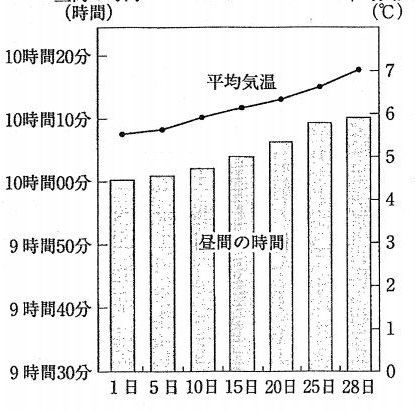 (時間)
(℃)
10時間20分
10時間10分
10時間00分
9時間50分
9時間40分
9時間30分
7
6
5
4
3
2
1
0
平均気温
昼間の時間
1日 5日 10日 15日 20日 25日 28日